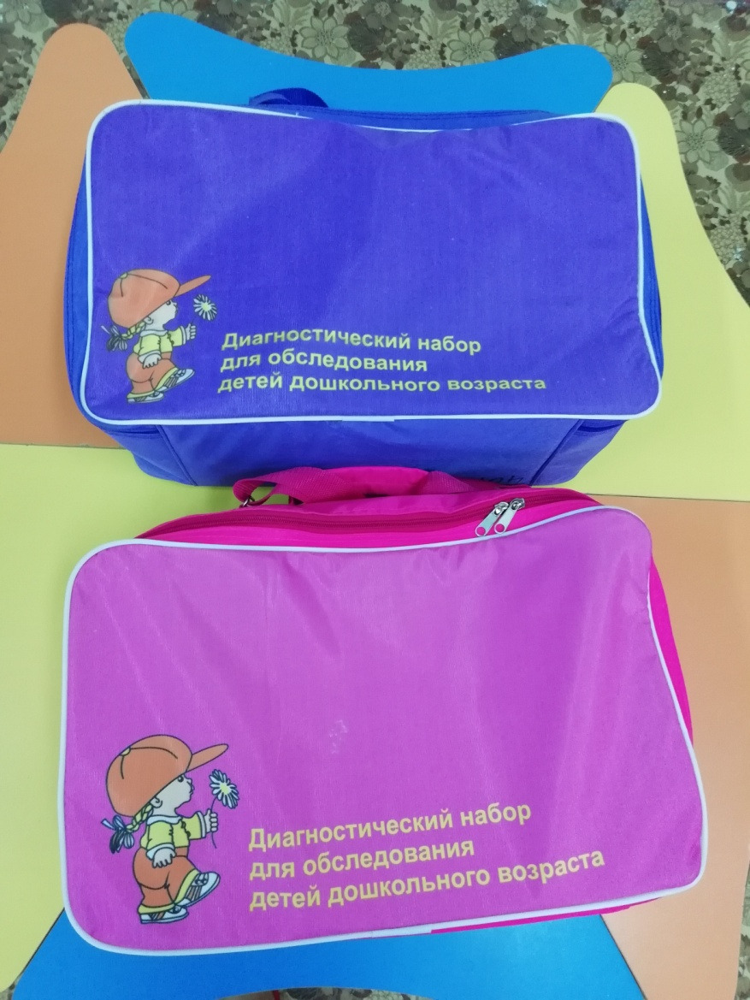 Диагностический набор
для обследования
детей дошкольного возраста
Диагностический набор
для обследования
детей дошкольного возраста